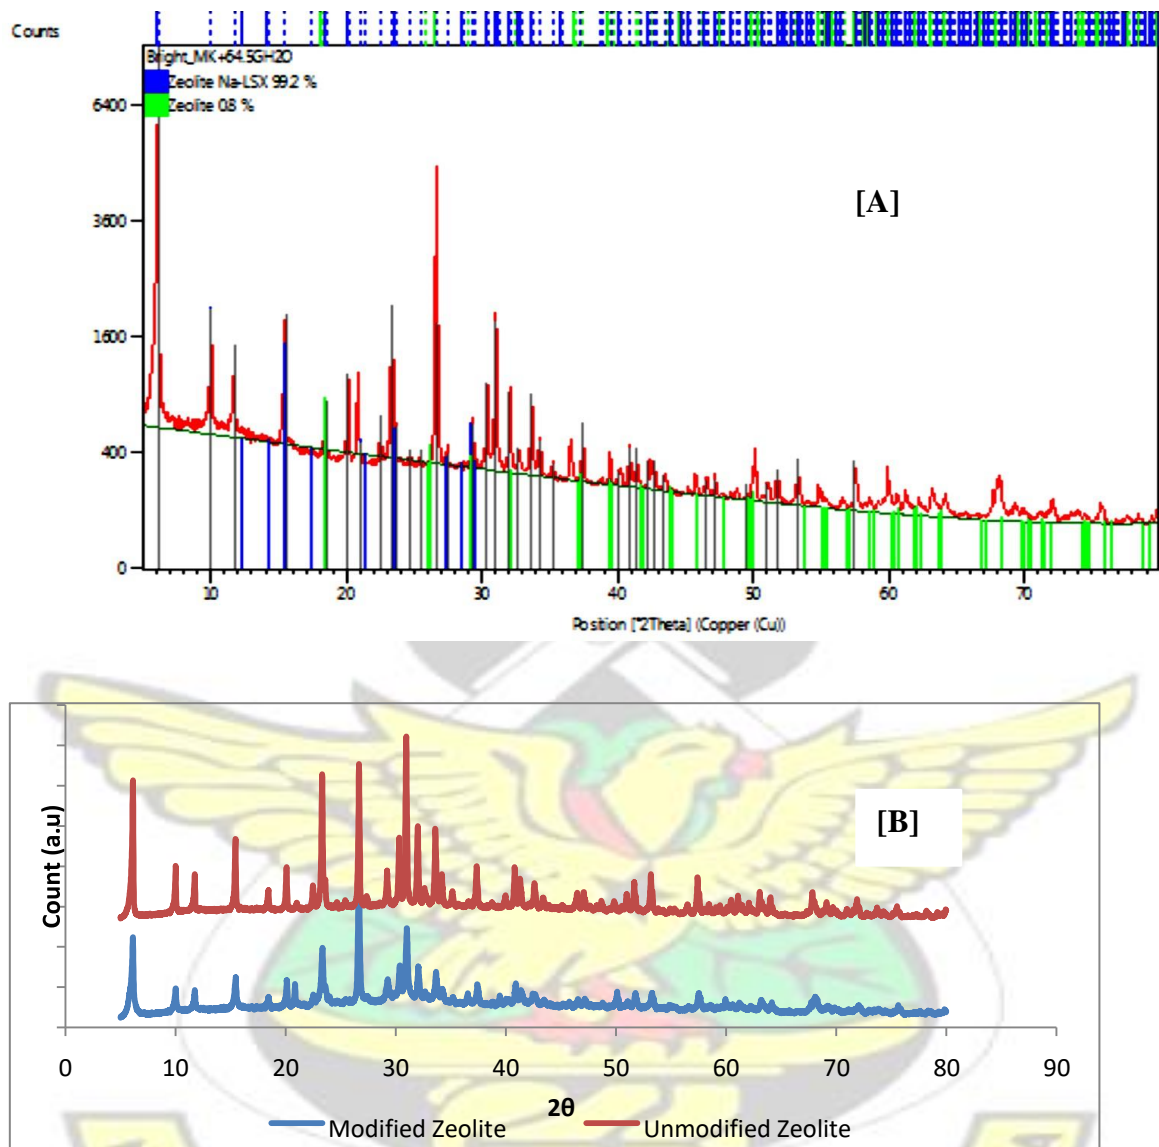 Counts
Bright_MK+64.5GH2O
Zeolite Na-LSX 99.2 %
Zeolite 0.8 %
6400
3600
1600
400
0
[A]
10 20 30 40 50 60 70
Position [°2Theta] (Copper (Cu))
Count (a.u)
[B]
0 10 20 30 40 50 60 70 80 90
2θ
Modified Zeolite Unmodified Zeolite